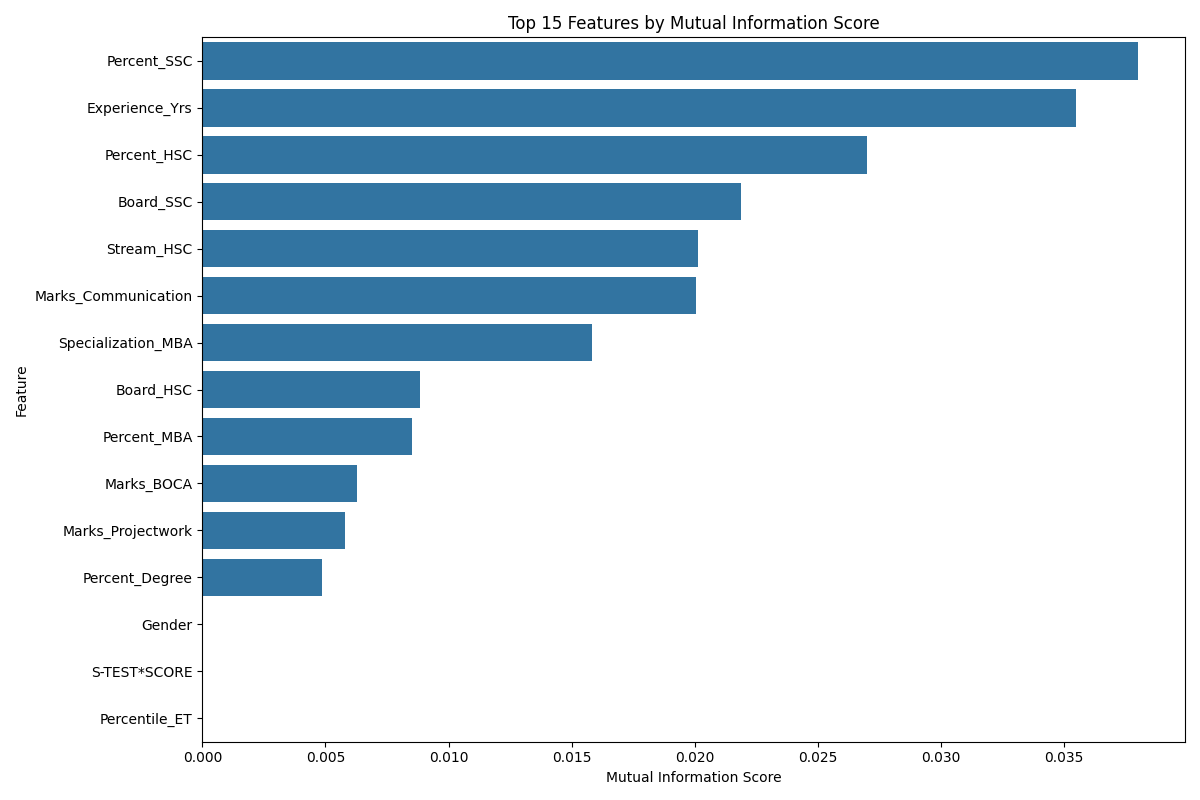 Top 15 Features by Mutual Information Score
Feature
Percent_SSC
Experience_Yrs
Percent_HSC
Board_SSC
Stream_HSC
Marks_Communication
Specialization_MBA
Board_HSC
Percent_MBA
Marks_BOCA
Marks_Projectwork
Percent_Degree
Gender
S-TEST*SCORE
Percentile_ET
0.000 0.005 0.010 0.015 0.020 0.025 0.030 0.035
Mutual Information Score